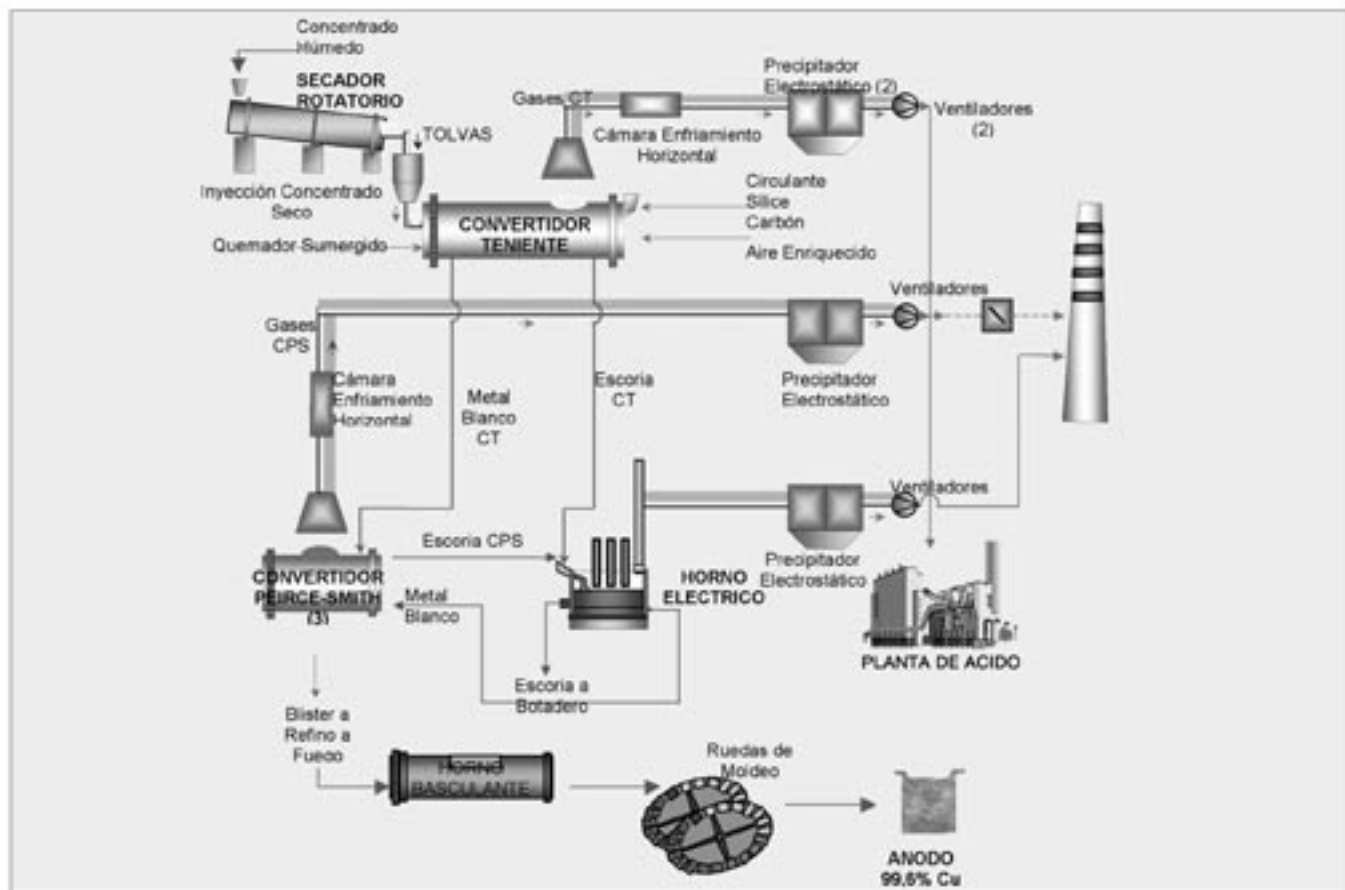 Concentrado
Húmedo
SECADOR
ROTATORIO
TOLVAS
Inyección Concentrado
Seco
Quemador Sumergido
CONVERTIDOR
TENIENTE
Gases CT
Cámara Enfriamiento
Horizontal
Precipitador
Electrostático (2)
Ventiladores
(2)
Circulante
Sílice
Carbón
Aire Enriquecido
Gases
CPS
Cámara
Enfriamiento
Horizontal
Metal
Blanco
CT
Escoria
CT
Ventiladores
Precipitador
Electrostático
Ventiladores
Precipitador
Electrostático
Escoria CPS
CONVERTIDOR
PEIRCE-SMITH
(3)
Metal
Blanco
HORNO
ELECTRICO
PLANTA DE ACIDO
Escoria a
Botadero
Blister a
Refino a
Fuego
HORNO
BASCULANTE
Ruedas de
Moldeo
ANODO
99,6% Cu